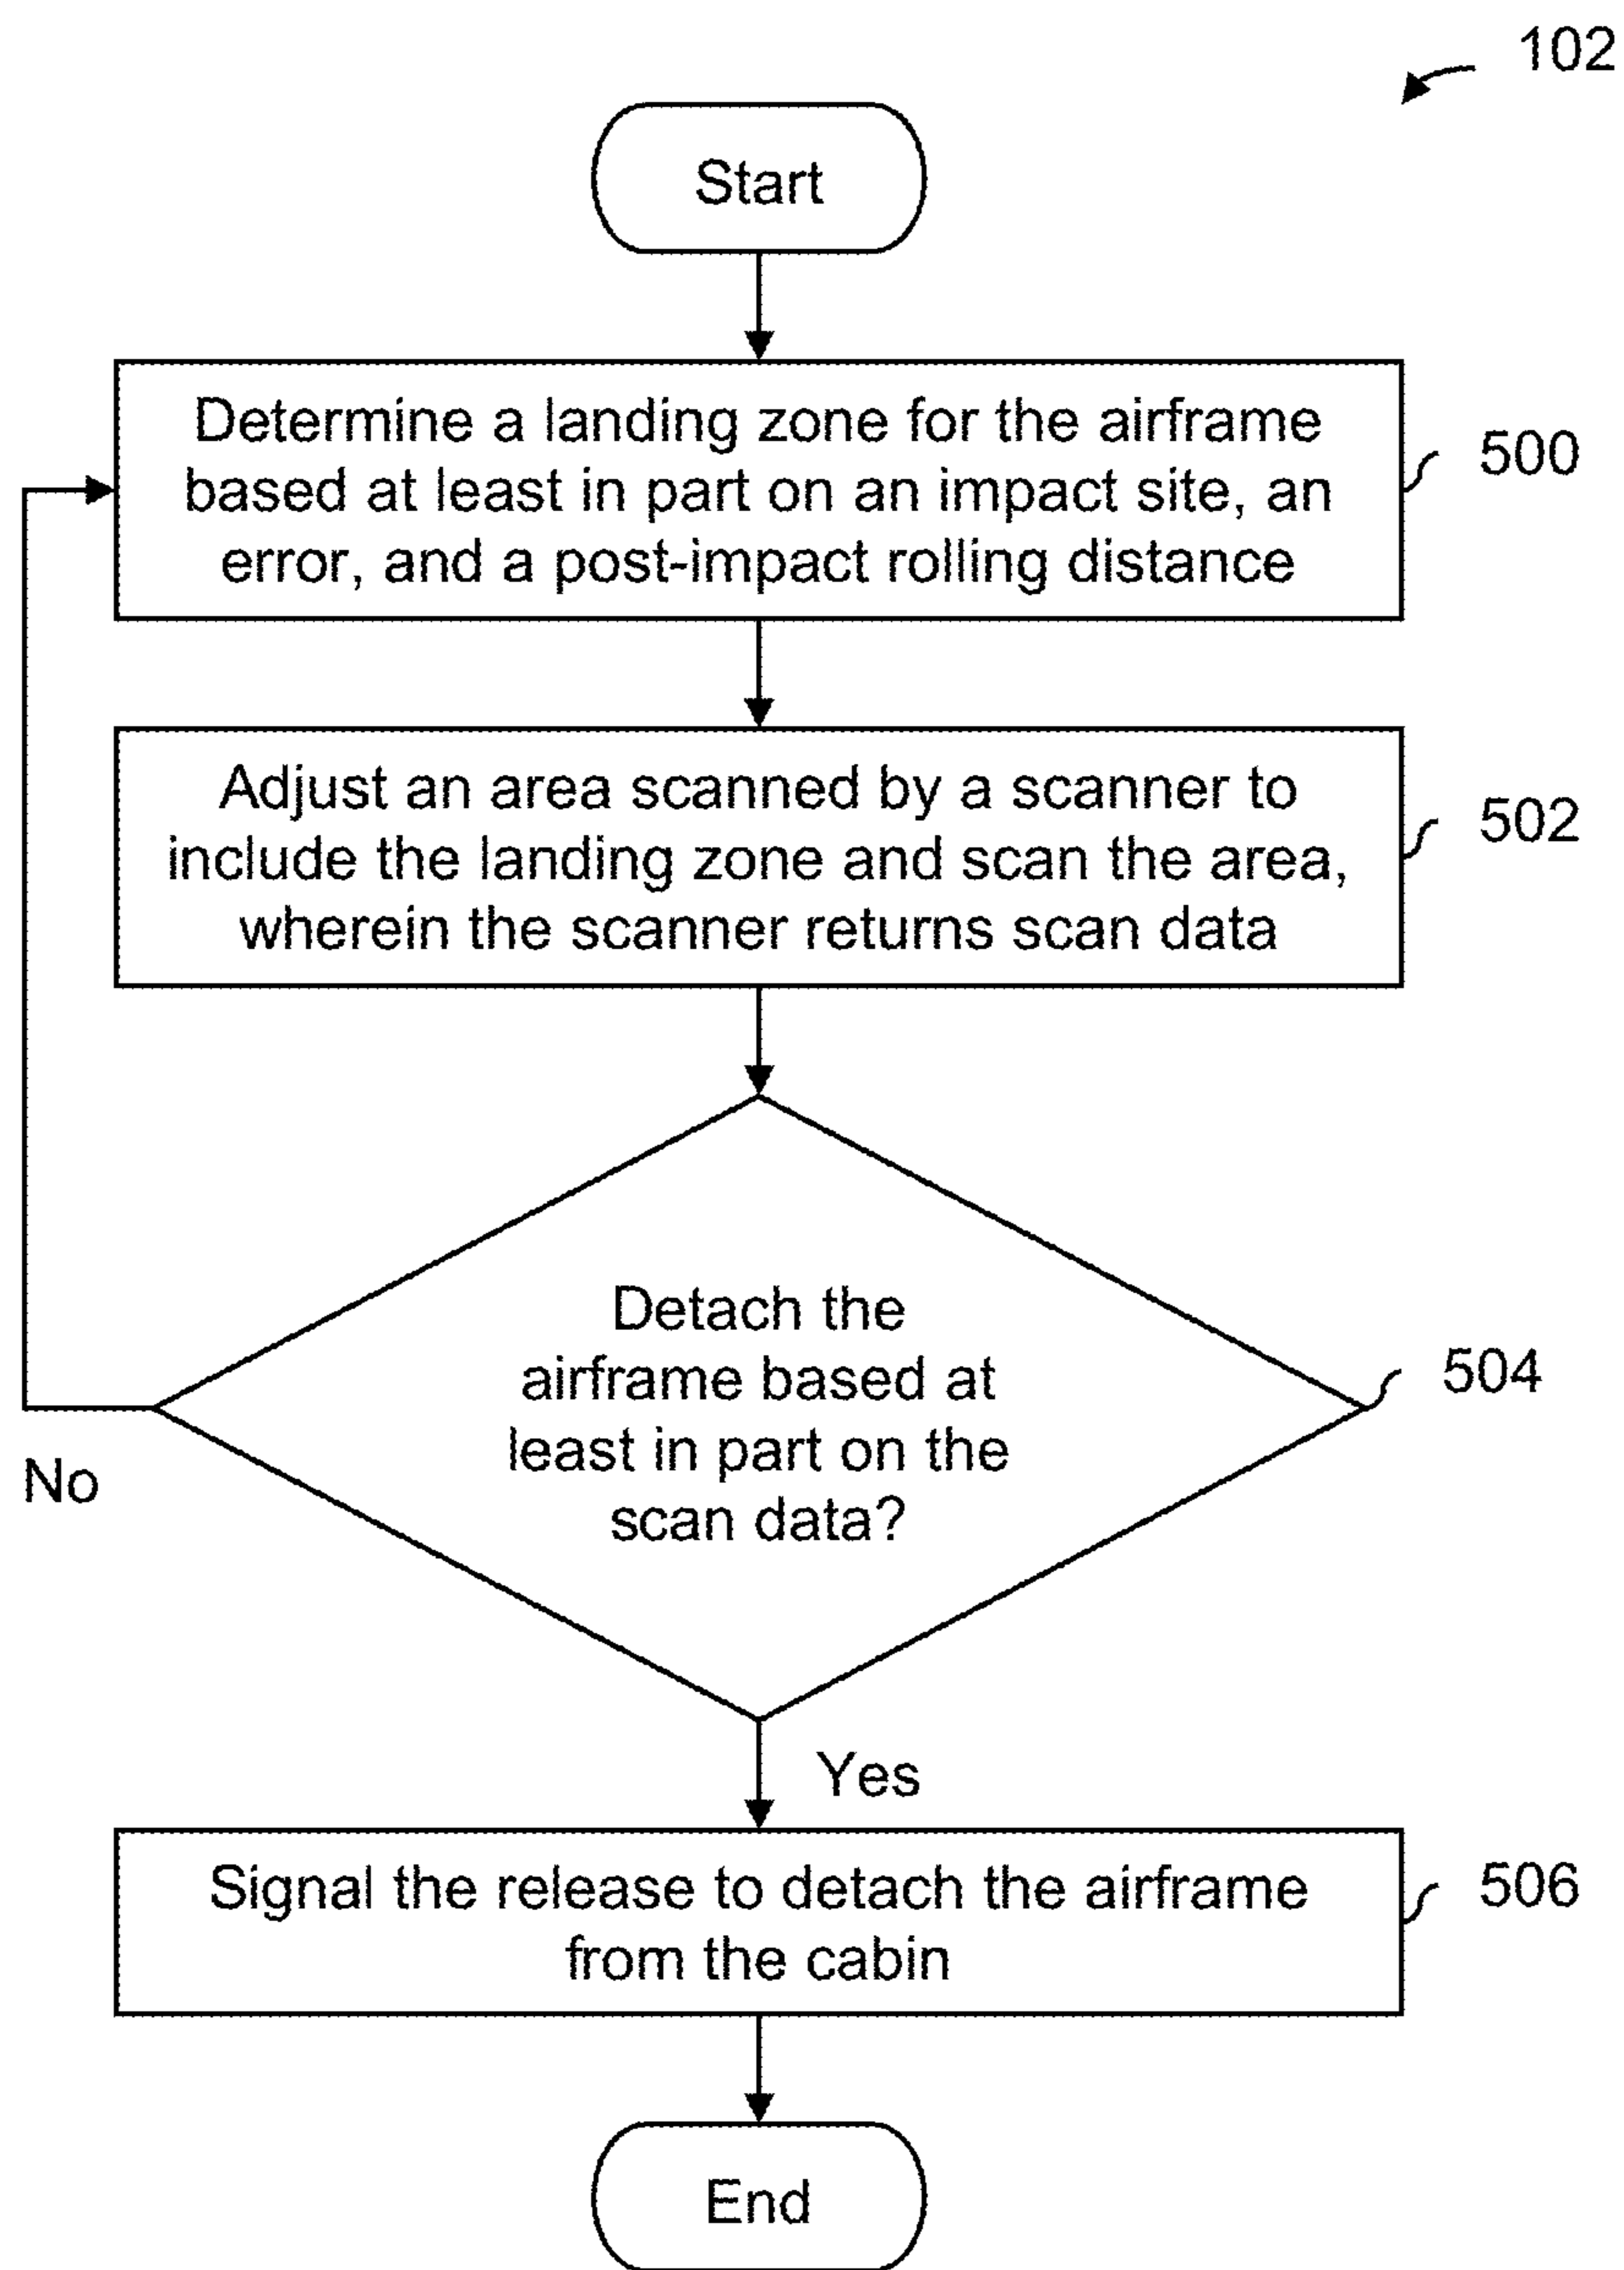 102
Start
Determine a landing zone for the airframe
based at least in part on an impact site, an
error, and a post-impact rolling distance
500
Adjust an area scanned by a scanner to
include the landing zone and scan the area,
wherein the scanner returns scan data
502
Detach the
airframe based at
least in part on the
scan data?
504
No
Yes
Signal the release to detach the airframe
from the cabin
506
End